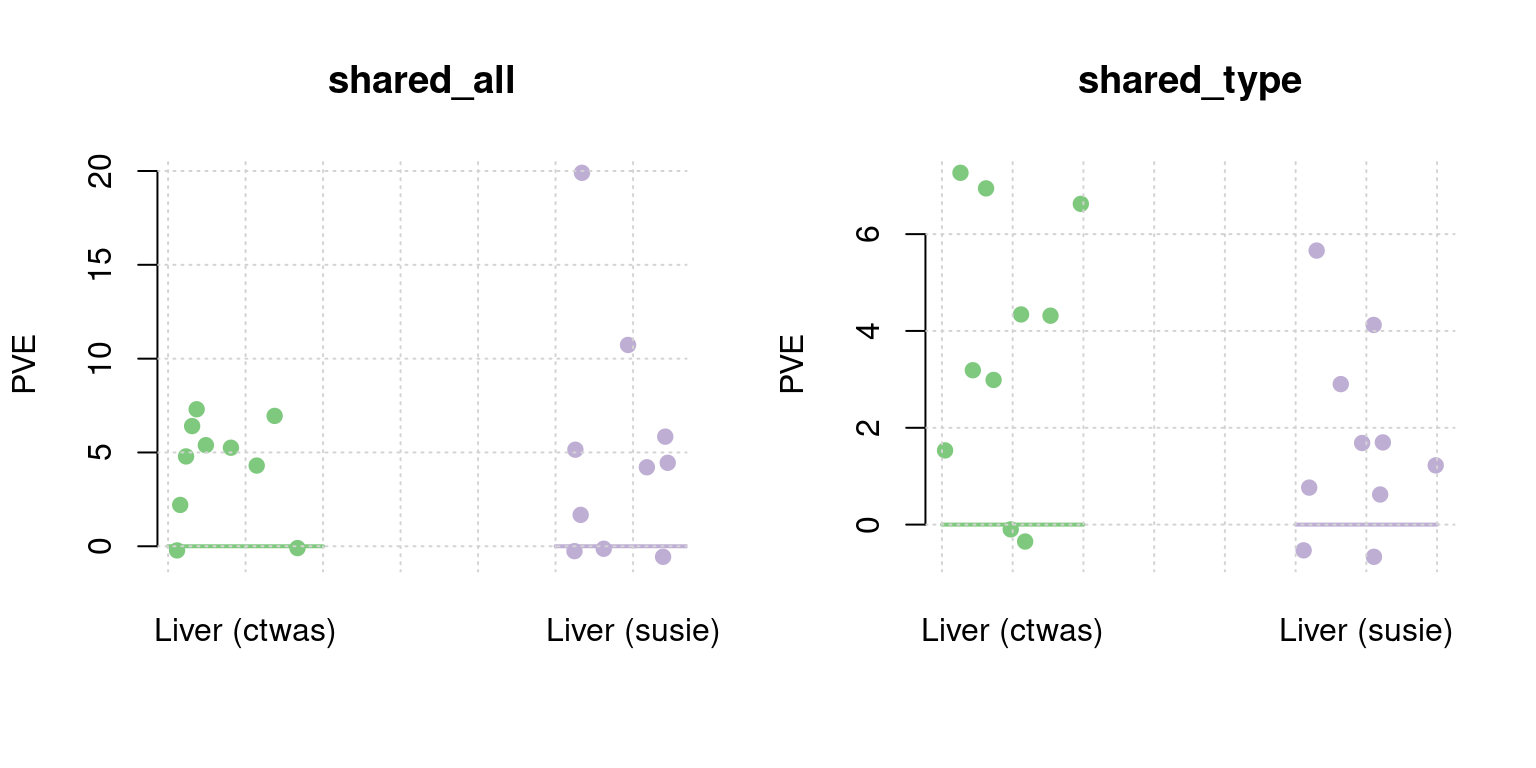 shared_all
PVE
20
15
10
5
0
Liver (ctwas)
Liver (susie)
shared_type
PVE
6
4
2
0
Liver (ctwas)
Liver (susie)